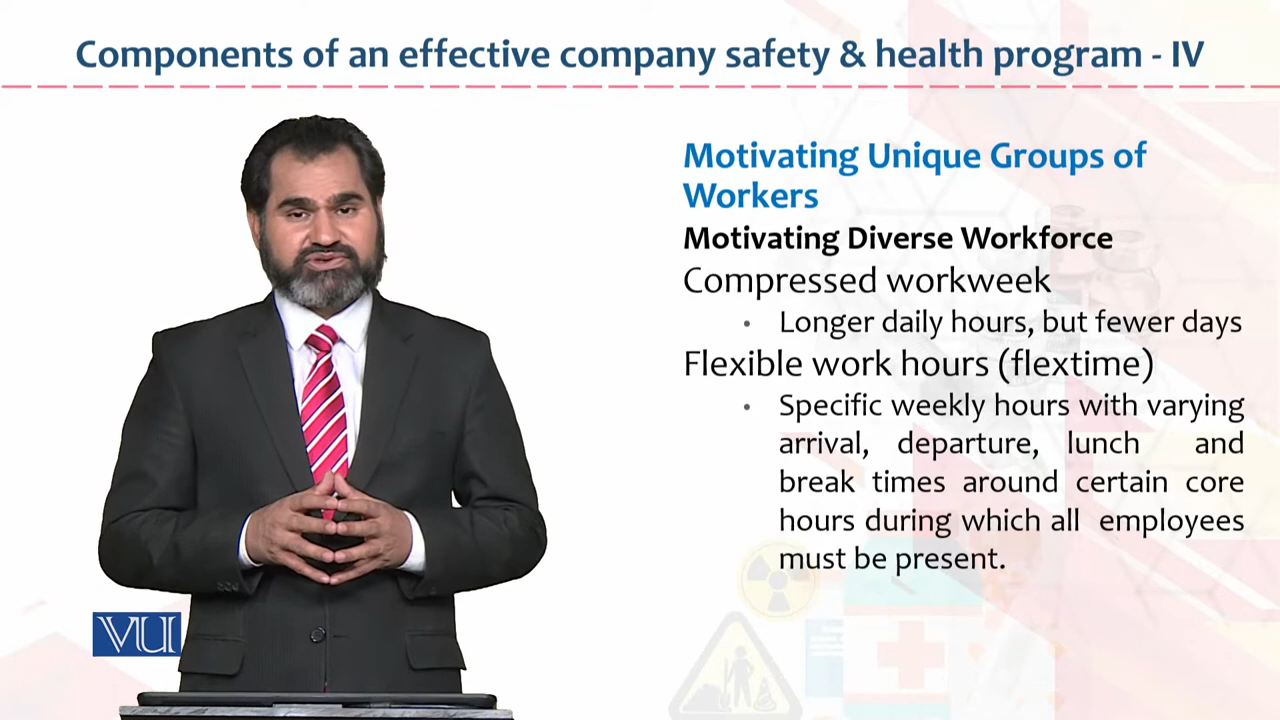 Components of an effective company safety & health program - IV
Motivating Unique Groups of
Workers
Motivating Diverse Workforce
Compressed workweek
• Longer daily hours, but fewer days
Flexible work hours (flextime)
• Specific weekly hours with varying
arrival, departure, lunch and
break times around certain core
hours during which all employees
must be present.
VU